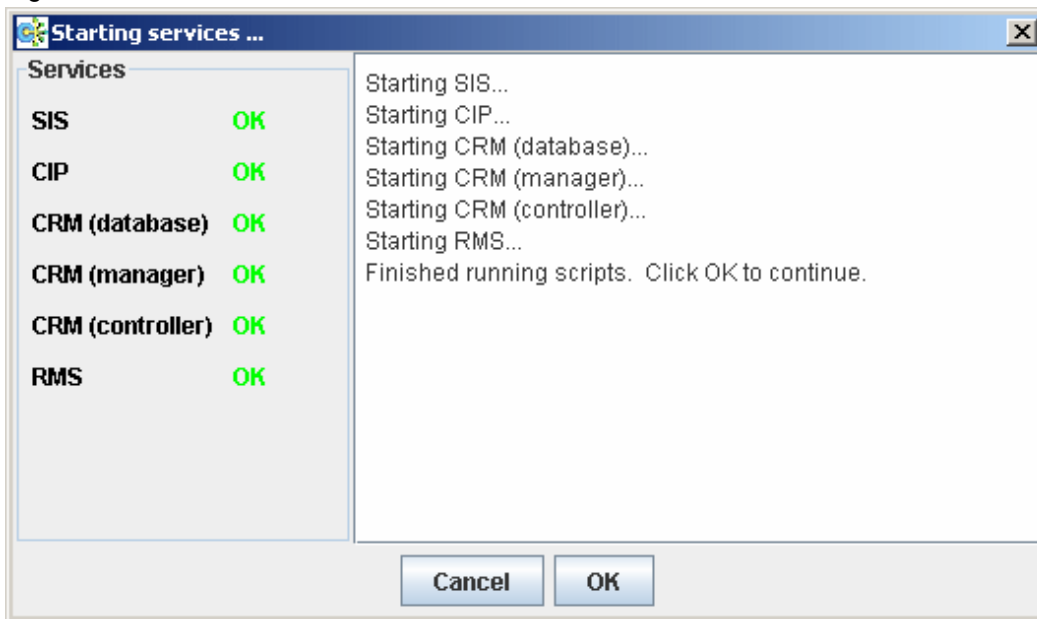 Starting services ...
Services
SIS OK
CIP OK
CRM (database) OK
CRM (manager) OK
CRM (controller) OK
RMS OK
Starting SIS...
Starting CIP...
Starting CRM (database)...
Starting CRM (manager)...
Starting CRM (controller)...
Starting RMS...
Finished running scripts.  Click OK to continue.
Cancel OK